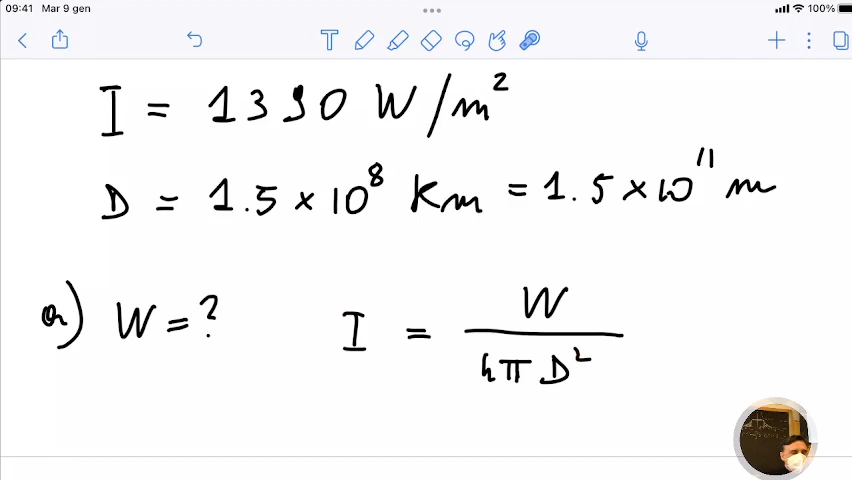 09:41 Mar 9 gen 100%
I = 1390 W/m²
D = 1.5 × 10⁸ Km = 1.5 × 10¹¹ m
a) W = ? I = W / 4π D²